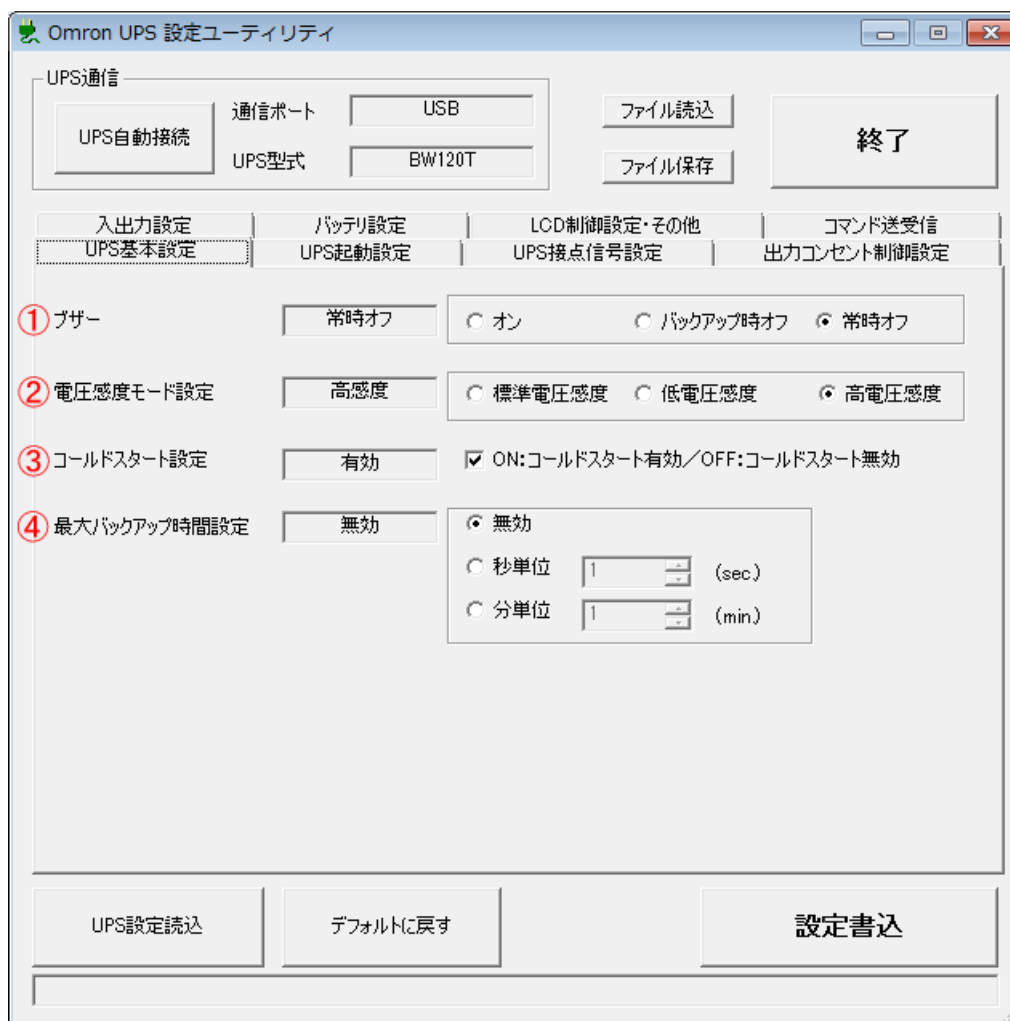 Omron UPS 設定ユーティリティ
UPS通信
UPS自動接続
通信ポート
USB
UPS型式
BW120T
ファイル読込
ファイル保存
終了
入出力設定
バッテリ設定
LCD制御設定・その他
コマンド送受信
UPS基本設定
UPS起動設定
UPS接点信号設定
出力コンセント制御設定
① ブザー
常時オフ
オン
バックアップ時オフ
常時オフ
② 電圧感度モード設定
高感度
標準電圧感度
低電圧感度
高電圧感度
③ コールドスタート設定
有効
ON:コールドスタート有効/OFF:コールドスタート無効
④ 最大バックアップ時間設定
無効
無効
秒単位
1
(sec.)
分単位
1
(min.)
UPS設定読込
デフォルトに戻す
設定書込